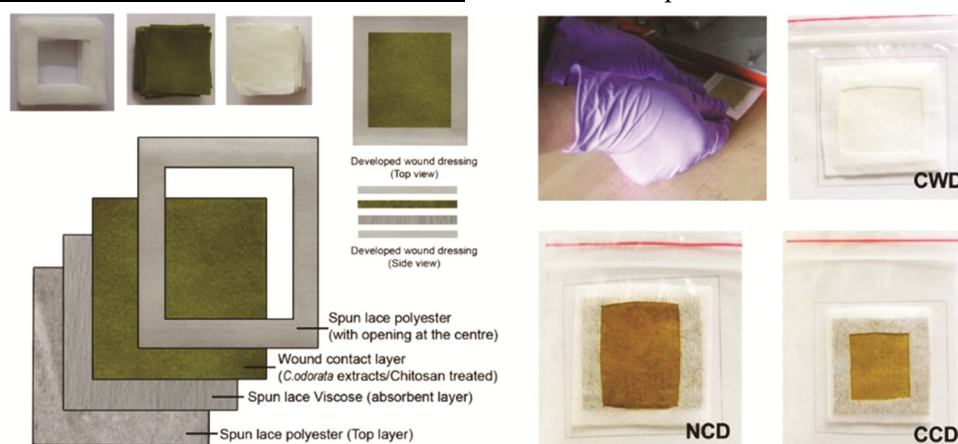 Developed wound dressing
(Top view)
Developed wound dressing
(Side view)
Spun lace polyester
(with opening at the centre)
Wound contact layer
(C.odorata extracts/Chitosan treated)
Spun lace Viscose (absorbent layer)
Spun lace polyester (Top layer)
CWD
NCD
CCD